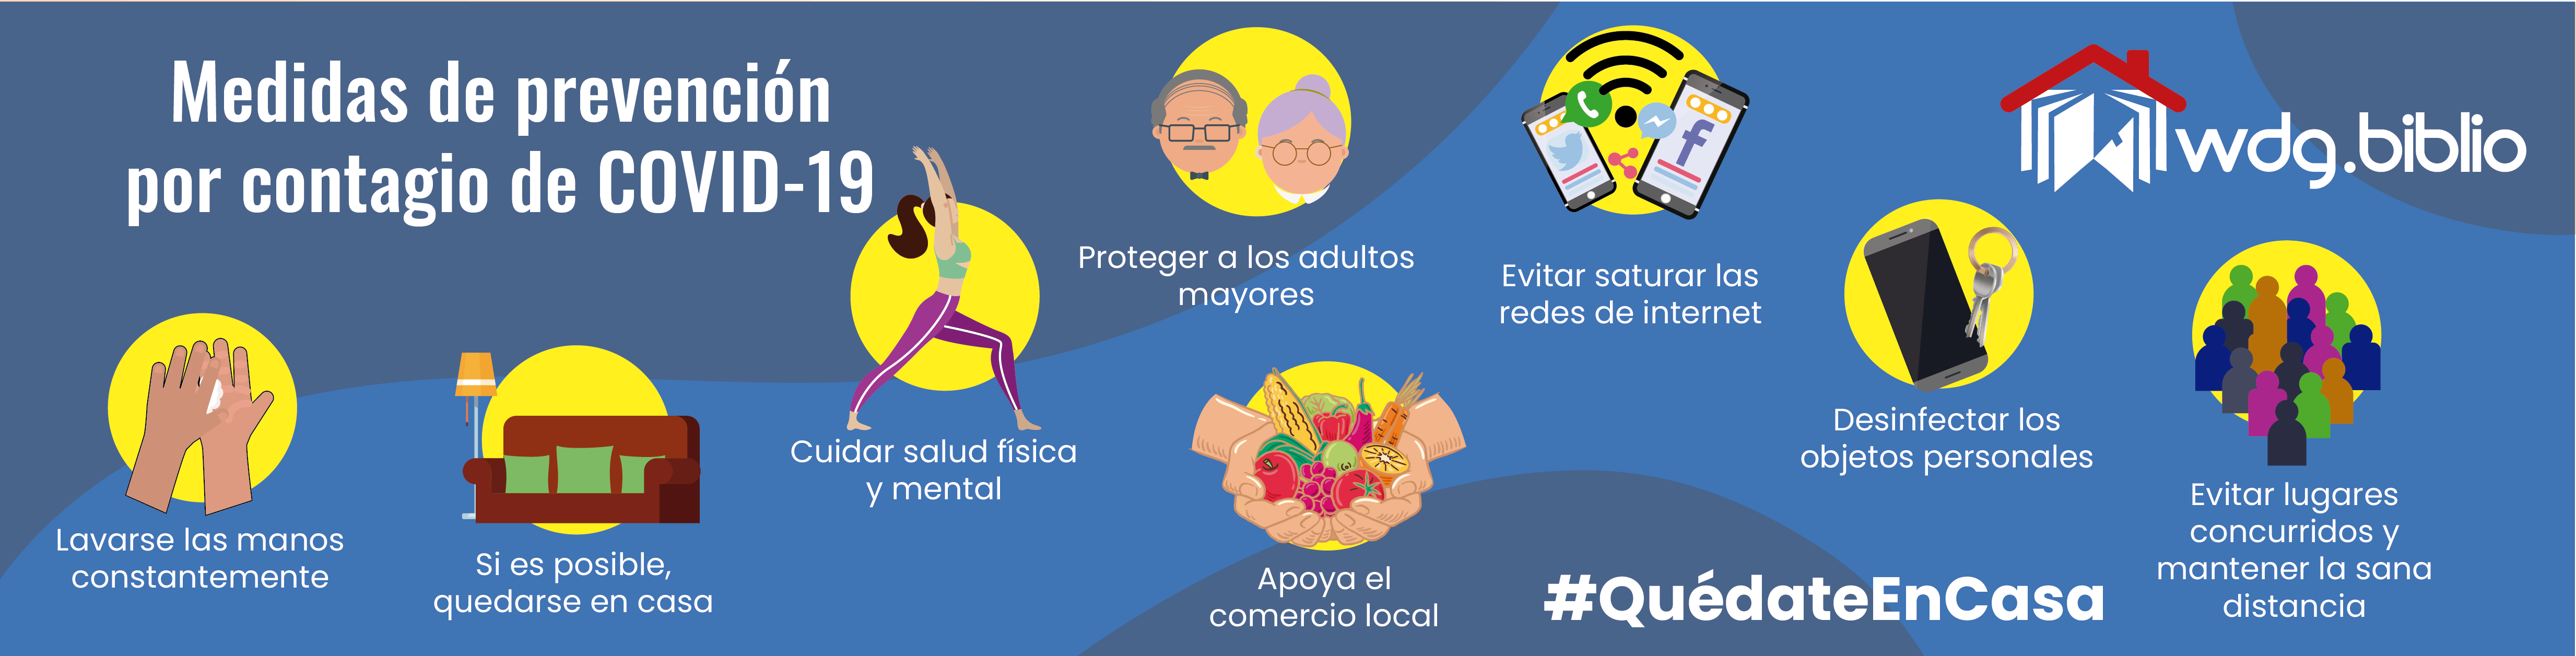 Medidas de prevención
por contagio de COVID-19
Lavarse las manos
constantemente
Si es posible,
quedarse en casa
Cuidar salud física
y mental
Proteger a los adultos
mayores
Apoya el
comercio local
Evitar saturar las
redes de internet
Desinfectar los
objetos personales
Evitar lugares
concurridos y
mantener la sana
distancia
#QuédateEnCasa
wdg.biblio